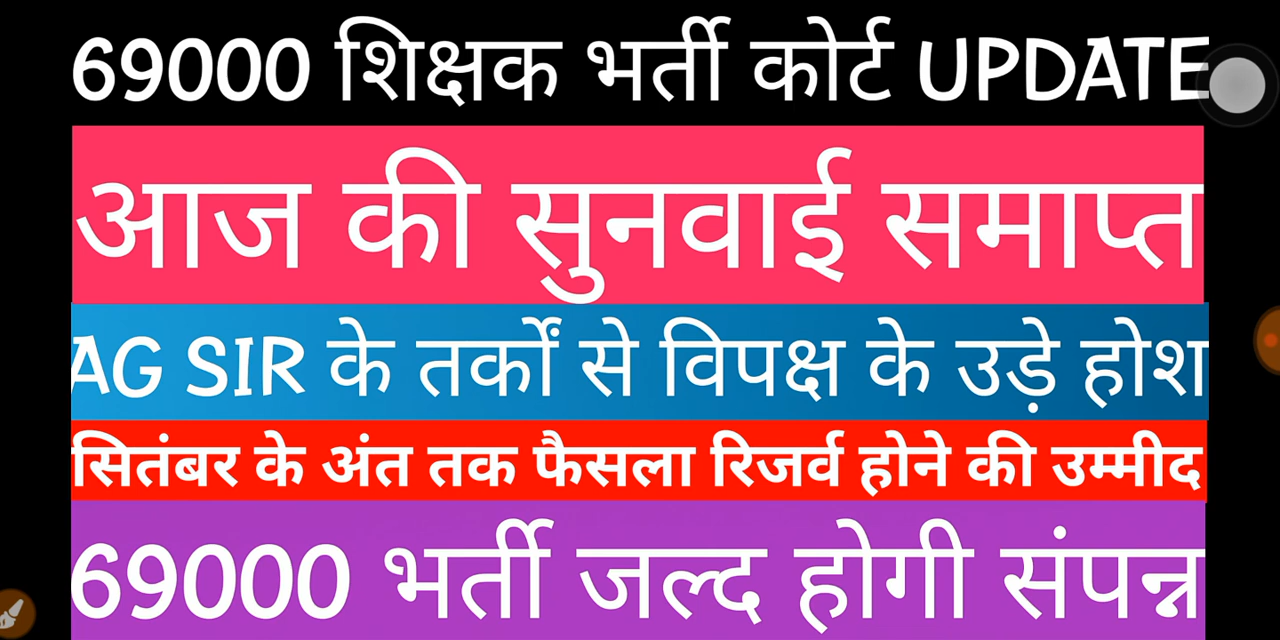 69000 शिक्षक भर्ती कोर्ट UPDATE
आज की सुनवाई समाप्त
AG SIR के तर्कों से विपक्ष के उड़े होश
सितंबर के अंत तक फैसला रिजर्व होने की उम्मीद
69000 भर्ती जल्द होगी संपन्न